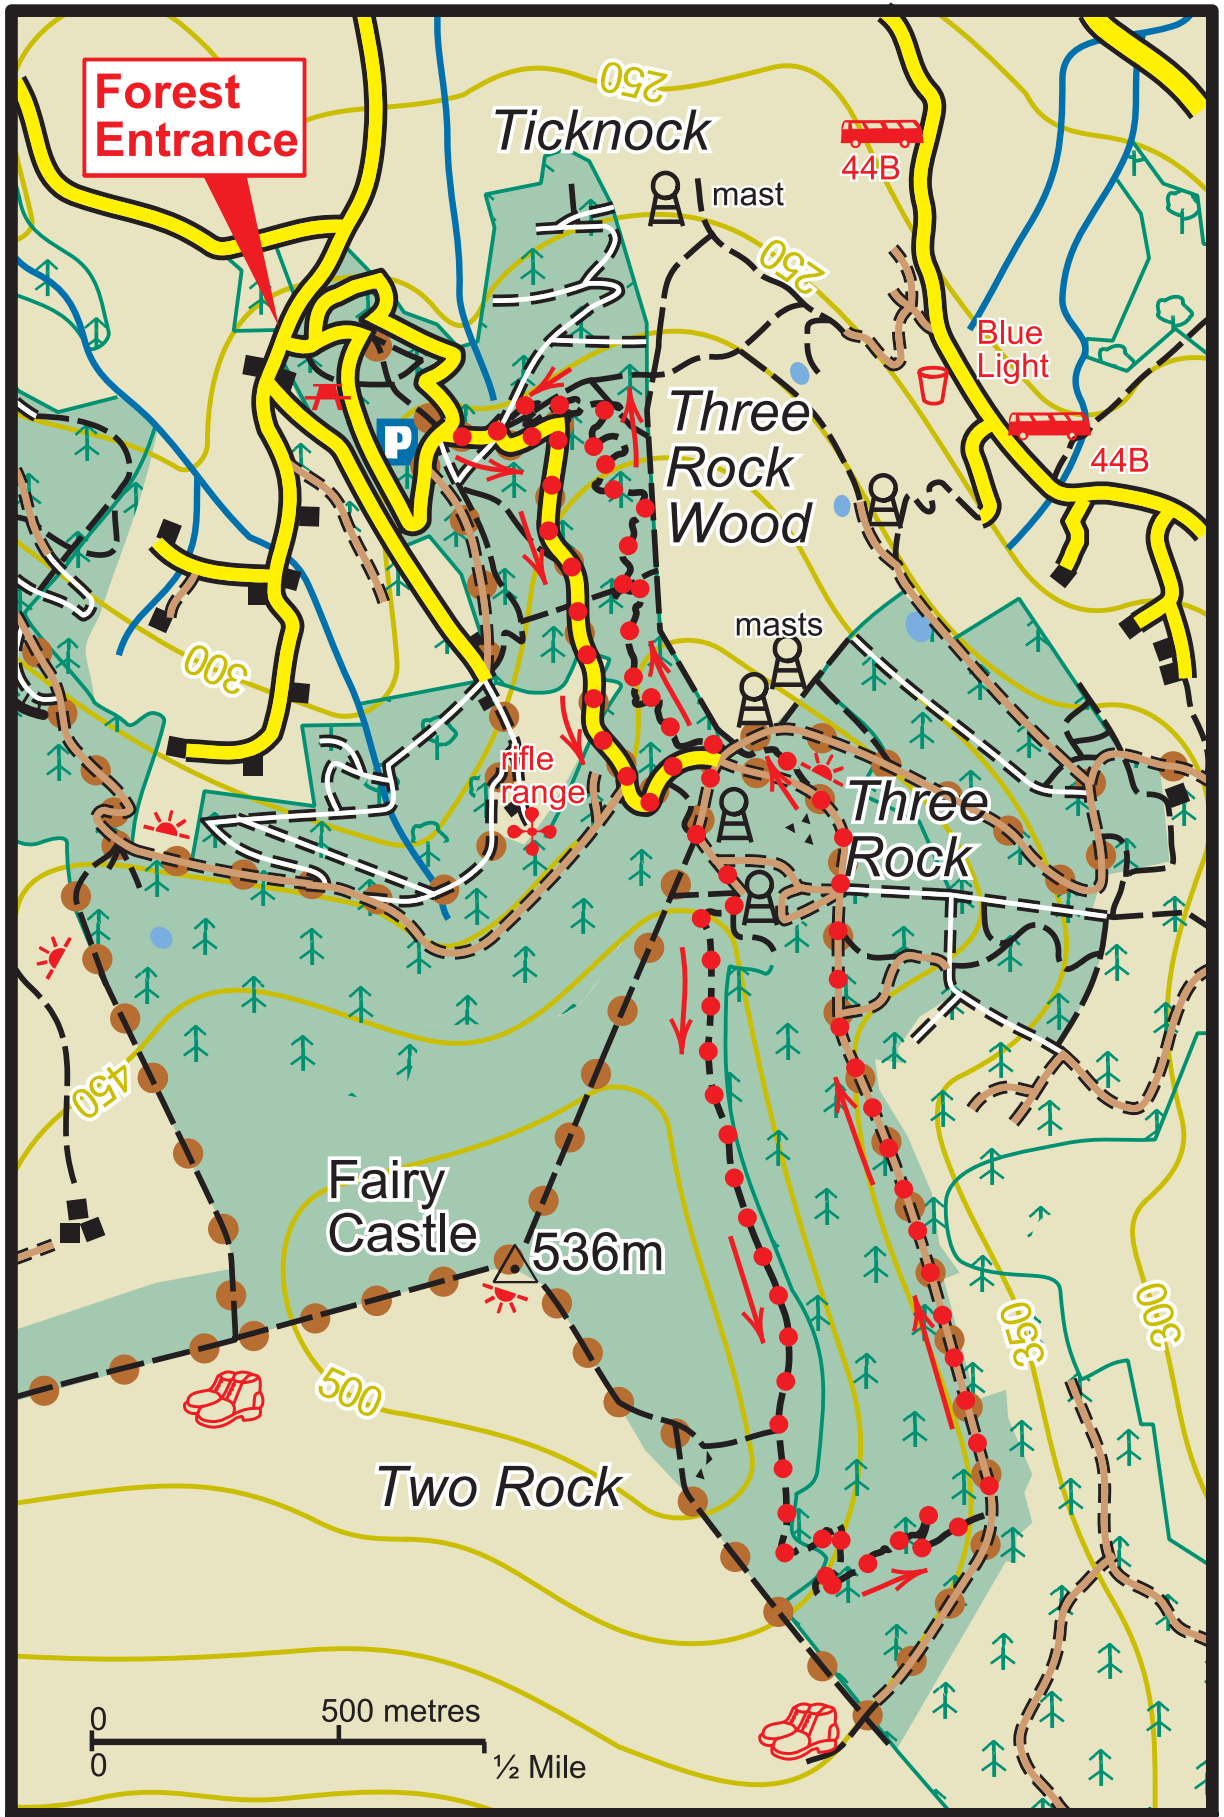 Forest
Entrance
250
Ticknock
44B
mast
250
Blue
Light
Three
Rock
Wood
P
44B
masts
300
rifle
range
Three
Rock
450
Fairy
Castle
536m
350
300
500
Two Rock
0
500 metres
0
½ Mile